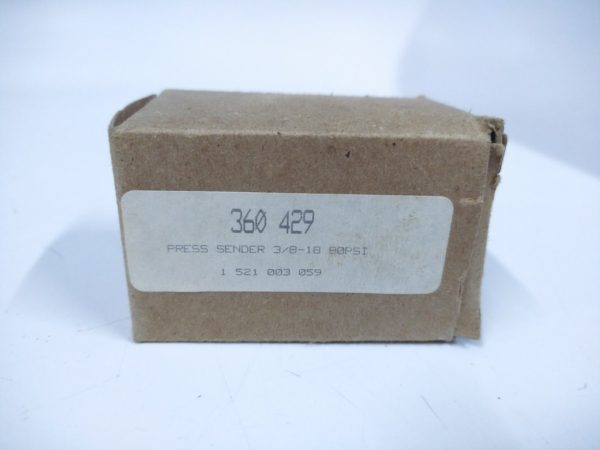 360 429
PRESS SENDER 3/8-18 80PSI
1 521 003 059